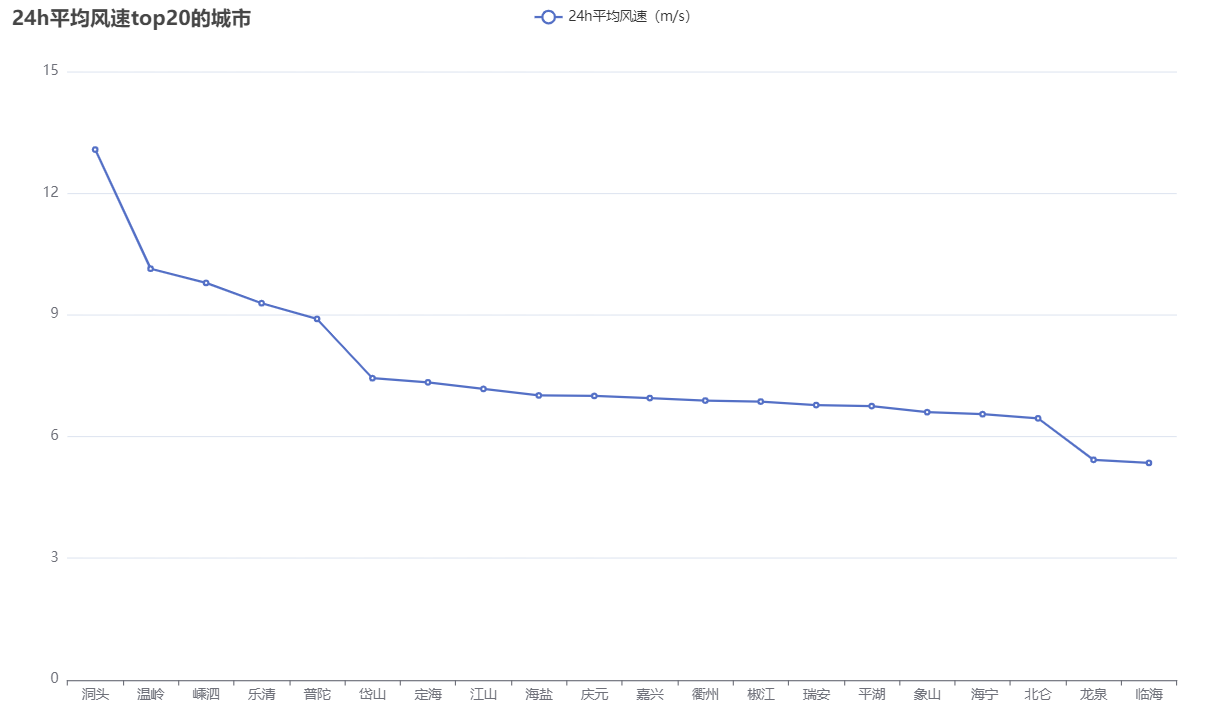 24h平均风速top20的城市
24h平均风速（m/s）
15
12
9
6
3
0
洞头 温岭 嵊泗 乐清 普陀 岱山 定海 江山 海盐 庆元 嘉兴 衢州 椒江 瑞安 平湖 象山 海宁 北仑 龙泉 临海